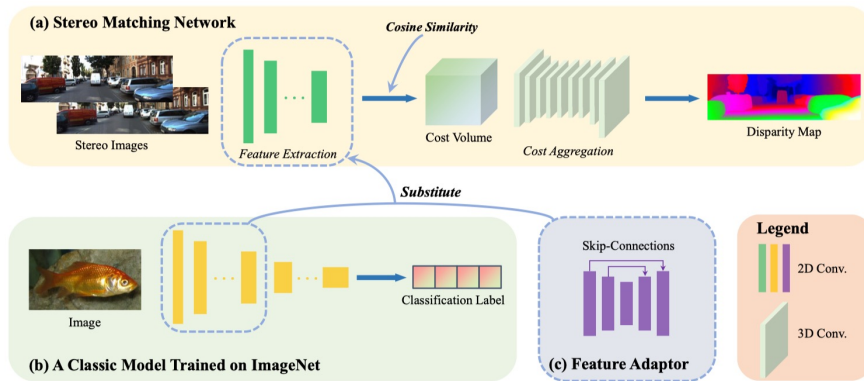 (a) Stereo Matching Network
Cosine Similarity
Stereo Images
Feature Extraction
Cost Volume
Cost Aggregation
Disparity Map
Substitute
Image
Classification Label
(b) A Classic Model Trained on ImageNet
Skip-Connections
(c) Feature Adaptor
Legend
2D Conv.
3D Conv.